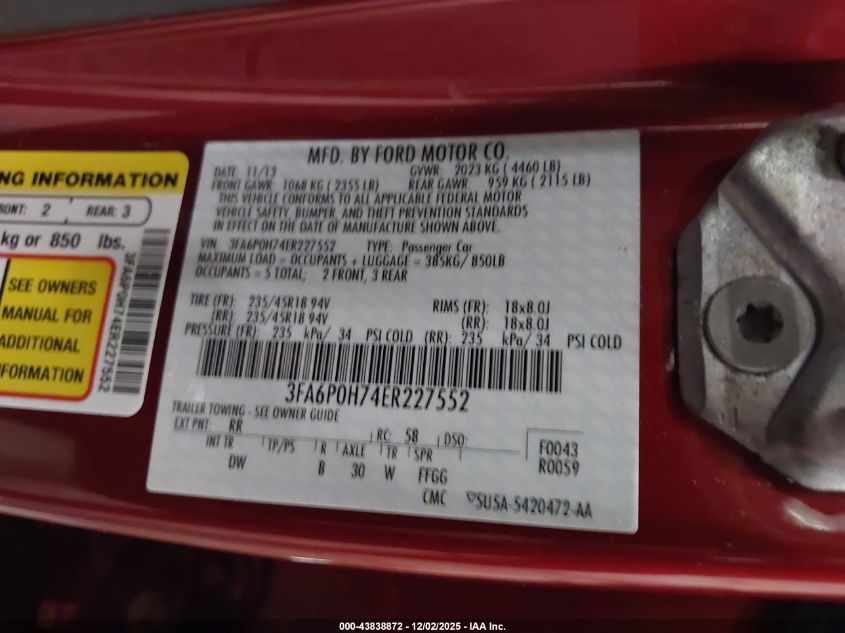 NG INFORMATION
RONT: 2 REAR: 3
kg or 850 lbs.
SEE OWNERS
MANUAL FOR
ADDITIONAL
NFORMATION
3FA6P0H74ER227552
MFD. BY FORD MOTOR CO.
DATE: 11/13 GVWR: 2023 KG ( 4460 LB)
FRONT GAWR: 1068 KG ( 2355 LB) REAR GAWR: 959 KG ( 2115 LB)
THIS VEHICLE CONFORMS TO ALL APPLICABLE FEDERAL MOTOR
VEHICLE SAFETY, BUMPER, AND THEFT PREVENTION STANDARDS
IN EFFECT ON THE DATE OF MANUFACTURE SHOWN ABOVE.
VIN: 3FA6P0H74ER227552 TYPE: Passenger Car
MAXIMUM LOAD = OCCUPANTS + LUGGAGE = 385KG/ 850LB
OCCUPANTS = 5 TOTAL, 2 FRONT, 3 REAR
TIRE (FR): 235/45R18 94V RIMS (FR): 18x8.0J
(RR): 235/45R18 94V (RR): 18x8.0J
PRESSURE (FR): 235 kPa/ 34 PSI COLD (RR): 235 kPa/ 34 PSI COLD
3FA6P0H74ER227552
TRAILER TOWING - SEE OWNER GUIDE
EXT PNT: RR RC: 58 DSO: F0043
INT TR TP/PS R AXLE TR SPR R0059
DW B 30 W FFGG
CMC 5U5A-5420472-AA
000-43838872 - 12/02/2025 - IAA Inc.